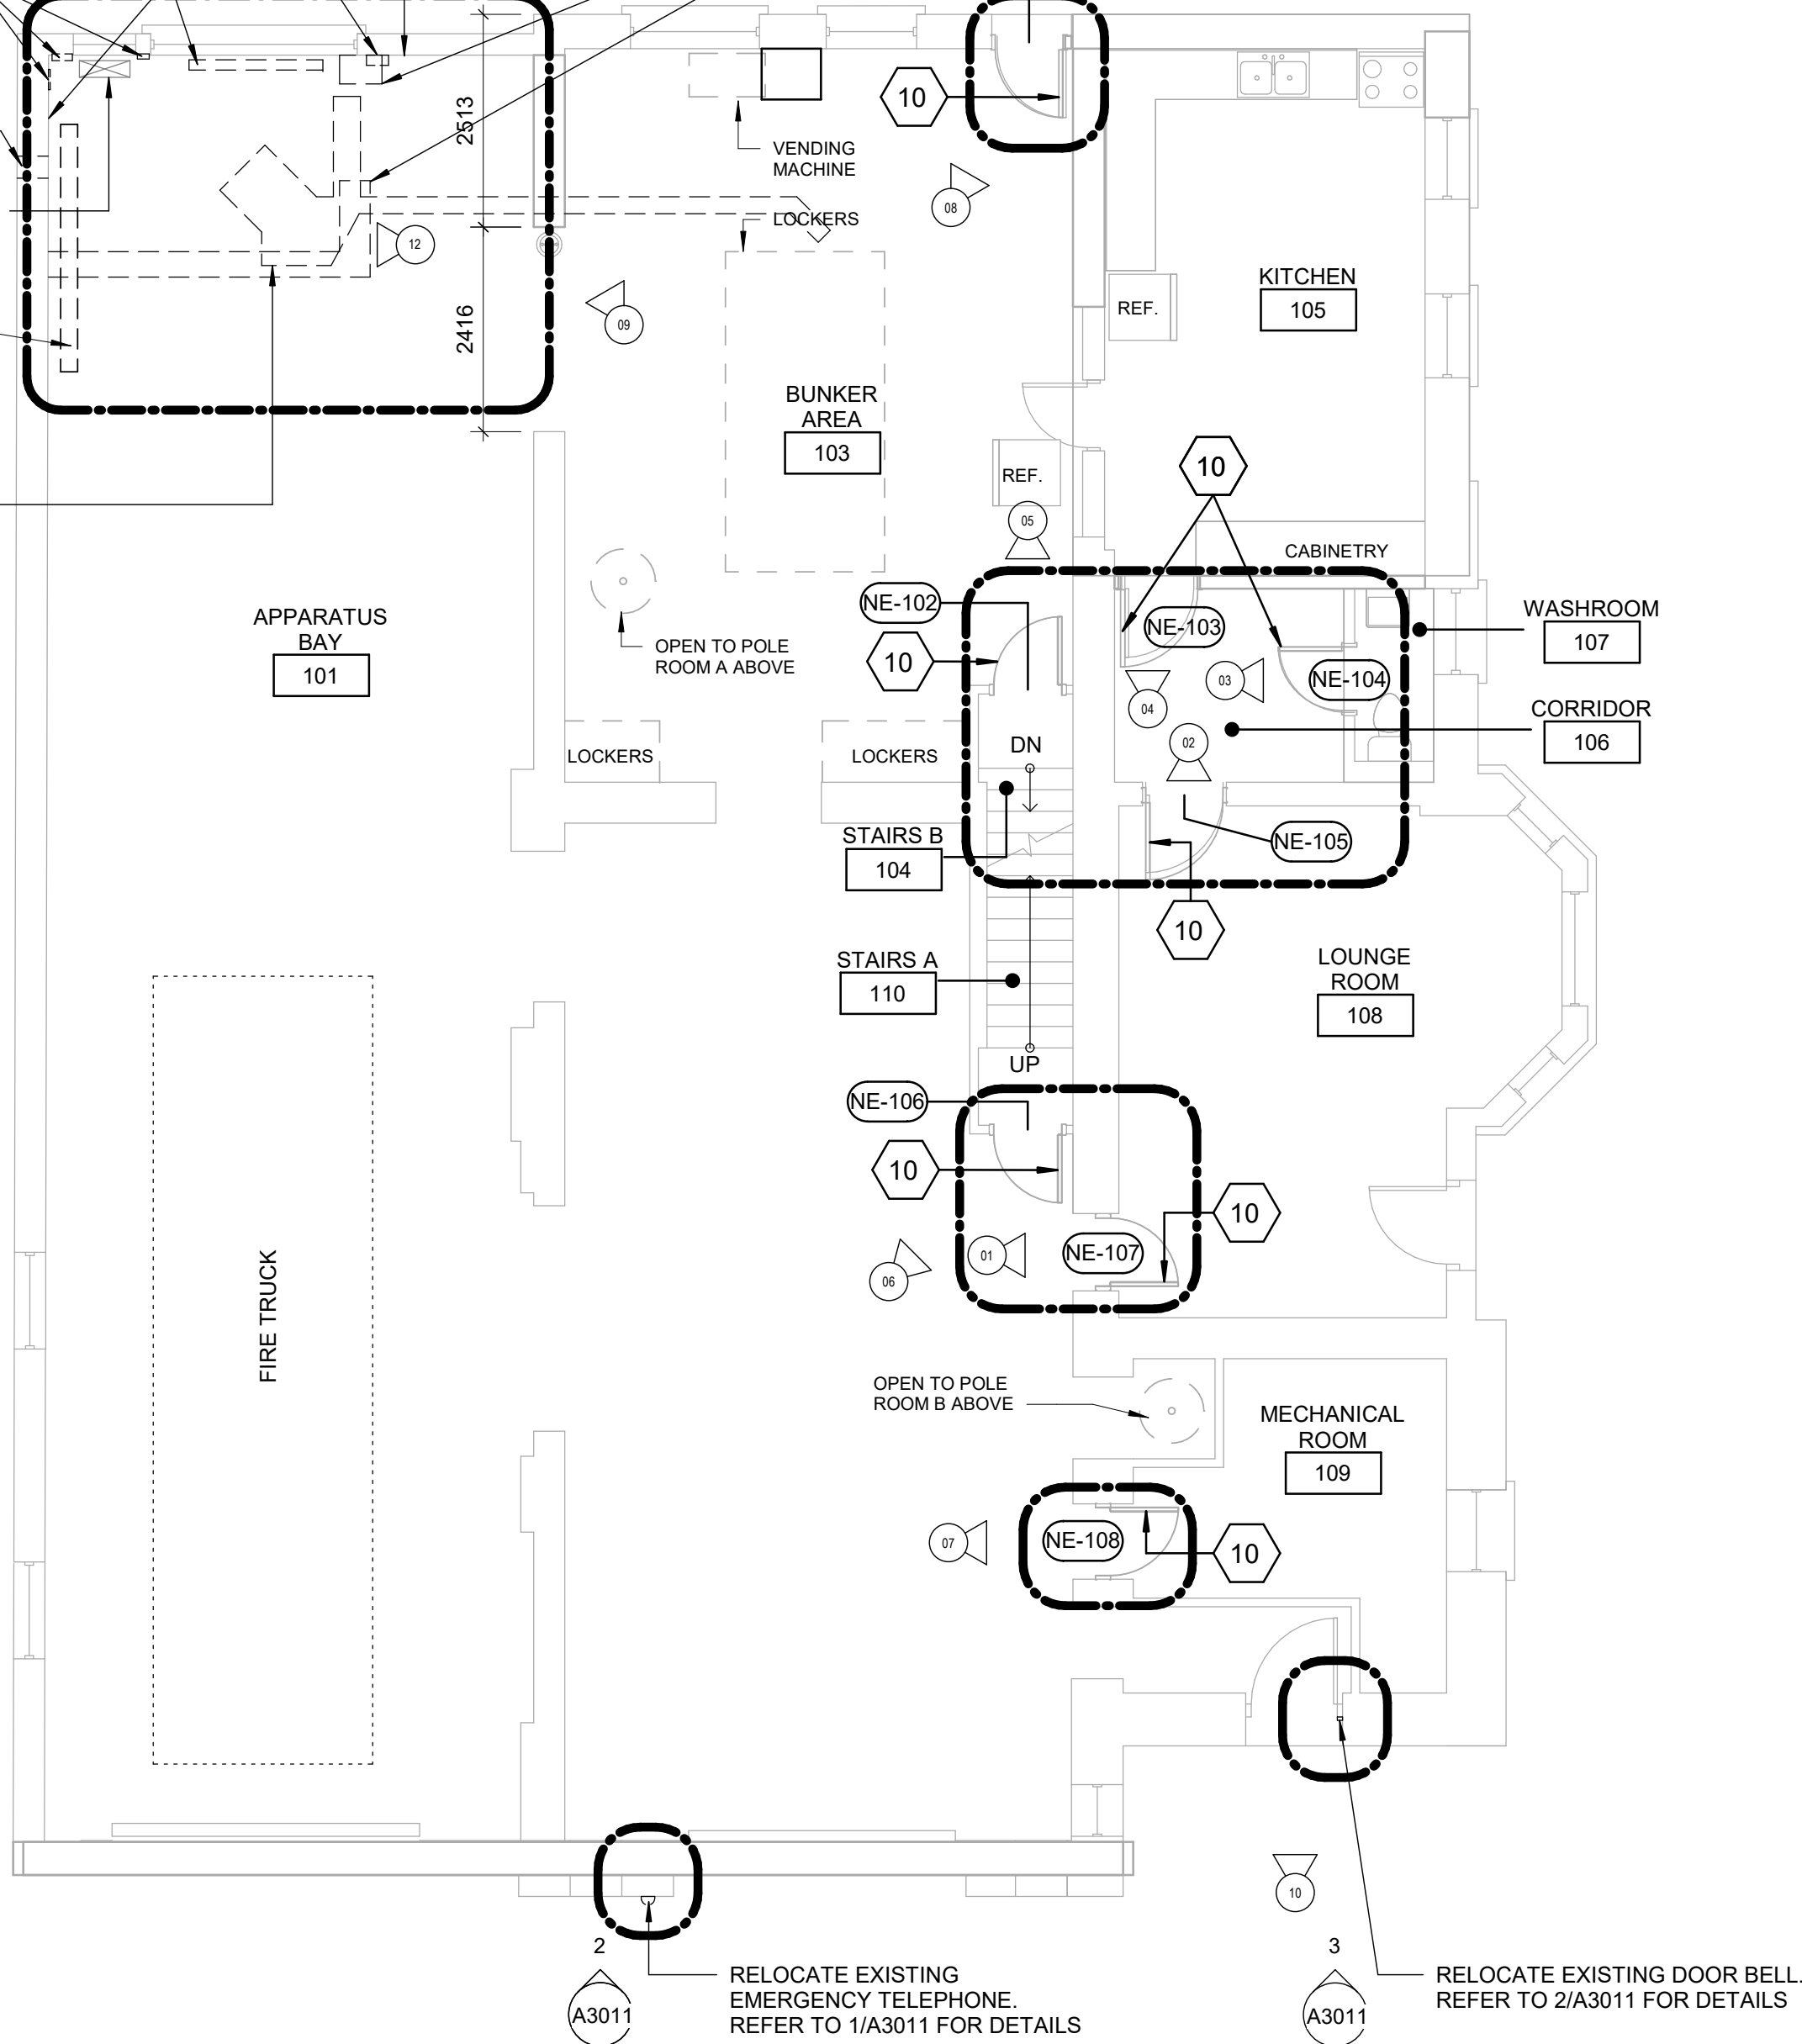 2513
10
VENDING
MACHINE
08
LOCKERS
12
KITCHEN
105
REF.
09
2416
BUNKER
AREA
103
10
REF.
05
CABINETRY
NE-102
NE-103
WASHROOM
107
APPARATUS
BAY
101
OPEN TO POLE
ROOM A ABOVE
10
03
NE-104
04
CORRIDOR
106
02
DN
LOCKERS
LOCKERS
STAIRS B
104
NE-105
10
STAIRS A
110
LOUNGE
ROOM
108
UP
NE-106
10
10
01
NE-107
06
FIRE TRUCK
OPEN TO POLE
ROOM B ABOVE
MECHANICAL
ROOM
109
07
NE-108
10
10
2
A3011
RELOCATE EXISTING
EMERGENCY TELEPHONE.
REFER TO 1/A3011 FOR DETAILS
3
A3011
RELOCATE EXISTING DOOR BELL.
REFER TO 2/A3011 FOR DETAILS